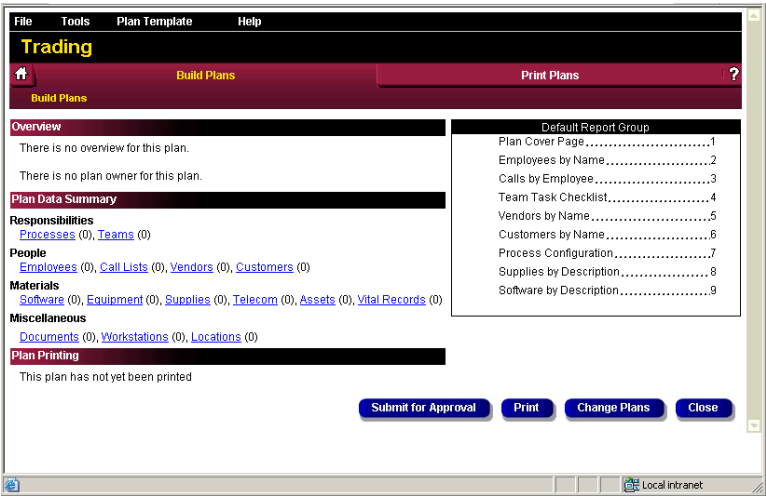 File Tools Plan Template Help
Trading
Build Plans Print Plans ?
Build Plans
Overview
There is no overview for this plan.
There is no plan owner for this plan.
Plan Data Summary
Responsibilities
Processes (0), Teams (0)
People
Employees (0), Call Lists (0), Vendors (0), Customers (0)
Materials
Software (0), Equipment (0), Supplies (0), Telecom (0), Assets (0), Vital Records (0)
Miscellaneous
Documents (0), Workstations (0), Locations (0)
Plan Printing
This plan has not yet been printed
Default Report Group
Plan Cover Page..............................1
Employees by Name............................2
Calls by Employee............................3
Team Task Checklist..........................4
Vendors by Name..............................5
Customers by Name............................6
Process Configuration........................7
Supplies by Description......................8
Software by Description......................9
Submit for Approval Print Change Plans Close
Local intranet